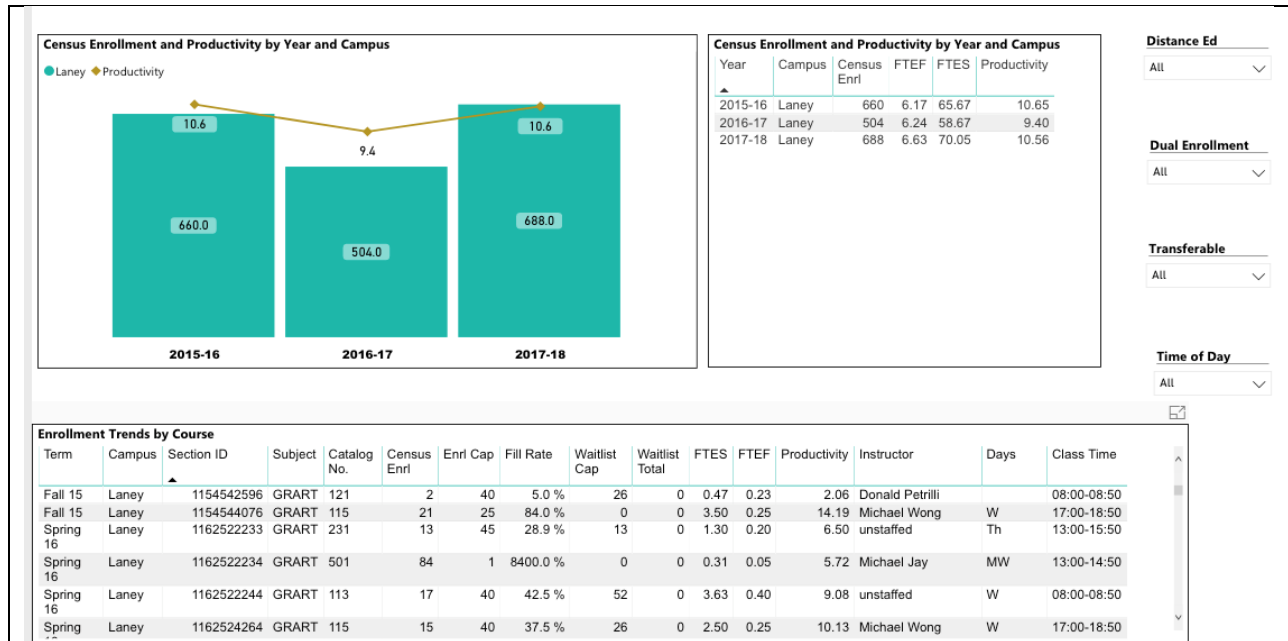 Census Enrollment and Productivity by Year and Campus
Laney Productivity
10.6
9.4
10.6
660.0
504.0
688.0
2015-16 2016-17 2017-18
Census Enrollment and Productivity by Year and Campus
Year Campus Census Enrl FTEF FTES Productivity
2015-16 Laney 660 6.17 65.67 10.65
2016-17 Laney 504 6.24 58.67 9.40
2017-18 Laney 688 6.63 70.05 10.56
Distance Ed
All
Dual Enrollment
All
Transferable
All
Time of Day
All
Enrollment Trends by Course
Term Campus Section ID Subject Catalog No. Census Enrl Enrl Cap Fill Rate Waitlist Cap Waitlist Total FTES FTEF Productivity Instructor Days Class Time
Fall 15 Laney 1154542596 GRART 121 2 40 5.0 % 26 0 0.47 0.23 2.06 Donald Petrilli 08:00-08:50
Fall 15 Laney 1154544076 GRART 115 21 25 84.0 % 0 0 3.50 0.25 14.19 Michael Wong W 17:00-18:50
Spring 16 Laney 1162522233 GRART 231 13 45 28.9 % 13 0 1.30 0.20 6.50 unstaffed Th 13:00-15:50
Spring 16 Laney 1162522234 GRART 501 84 1 8400.0 % 0 0 0.31 0.05 5.72 Michael Jay MW 13:00-14:50
Spring 16 Laney 1162522244 GRART 113 17 40 42.5 % 52 0 3.63 0.40 9.08 unstaffed W 08:00-08:50
Spring Laney 1162524264 GRART 115 15 40 37.5 % 26 0 2.50 0.25 10.13 Michael Wong W 17:00-18:50